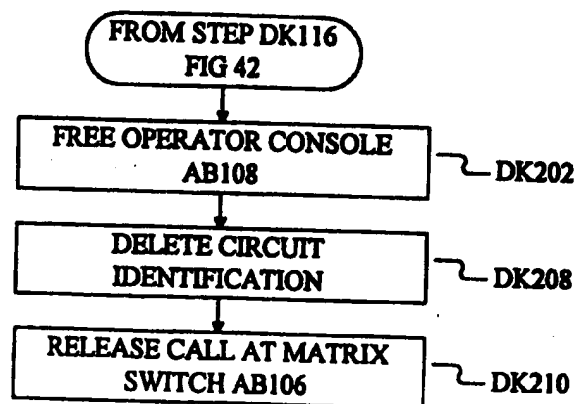 FROM STEP DK116
FIG 42
FREE OPERATOR CONSOLE
AB108
DK202
DELETE CIRCUIT
IDENTIFICATION
DK208
RELEASE CALL AT MATRIX
SWITCH AB106
DK210